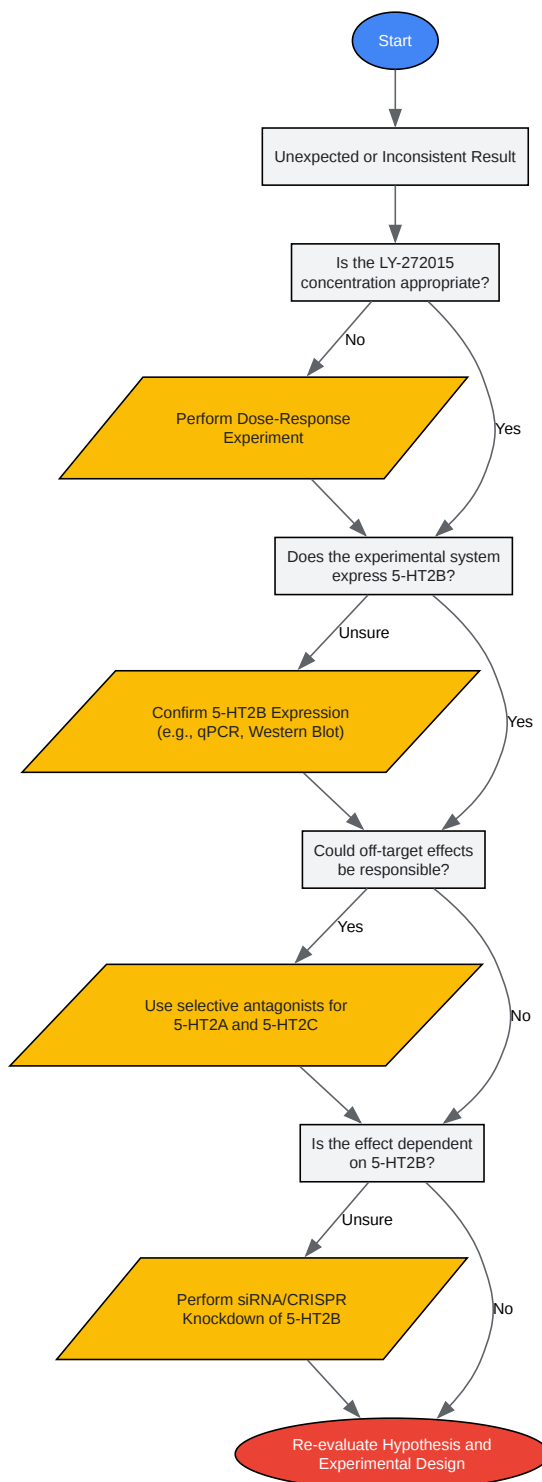 Start
Unexpected or Inconsistent Result
Is the LY-272015
concentration appropriate?
No
Yes
Perform Dose-Response
Experiment
Does the experimental system
express 5-HT2B?
Unsure
Yes
Confirm 5-HT2B Expression
(e.g., qPCR, Western Blot)
Could off-target effects
be responsible?
Yes
No
Use selective antagonists for
5-HT2A and 5-HT2C
Is the effect dependent
on 5-HT2B?
Unsure
No
Perform siRNA/CRISPR
Knockdown of 5-HT2B
Re-evaluate Hypothesis and
Experimental Design